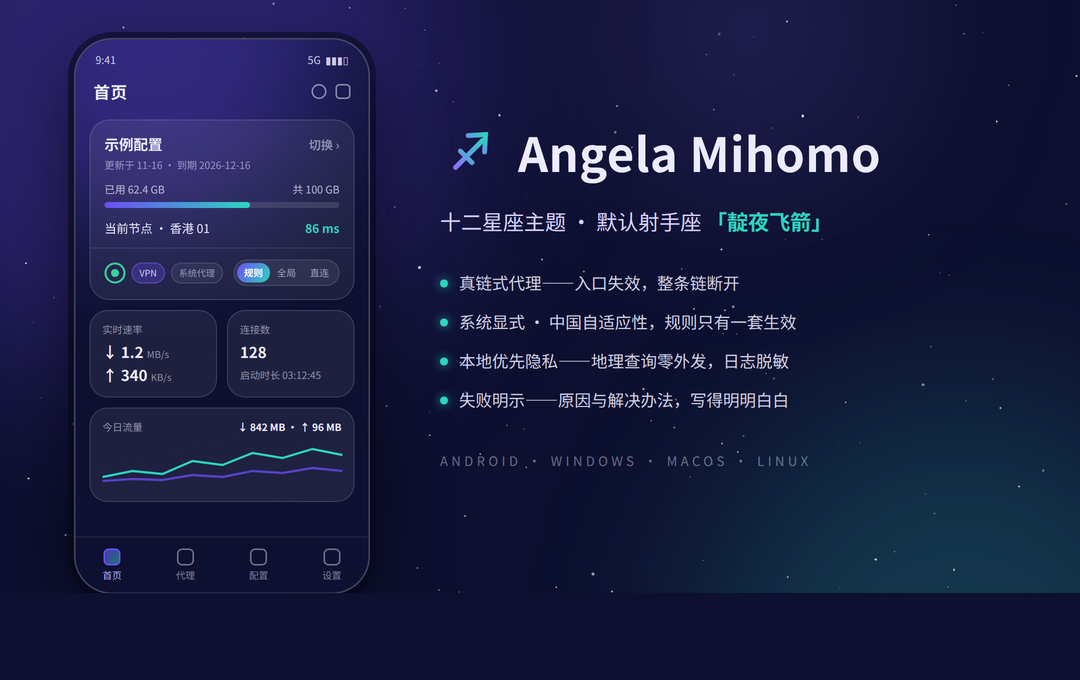 9:41 5G
首页
示例配置 切换 ›
更新于 11-16 · 到期 2026-12-16
已用 62.4 GB 共 100 GB
当前节点 · 香港 01 86 ms
VPN 系统代理 规则 全局 直连
实时速率
↓ 1.2 MB/s
↑ 340 KB/s
连接数
128
启动时长 03:12:45
今日流量 ↓ 842 MB · ↑ 96 MB
首页 代理 配置 设置
Angela Mihomo
十二星座主题 · 默认射手座「靛夜飞箭」
真链式代理——入口失效，整条链断开
系统显式 · 中国自适应性，规则只有一套生效
本地优先隐私——地理查询零外发，日志脱敏
失败明示——原因与解决办法，写得明明白白
ANDROID · WINDOWS · MACOS · LINUX